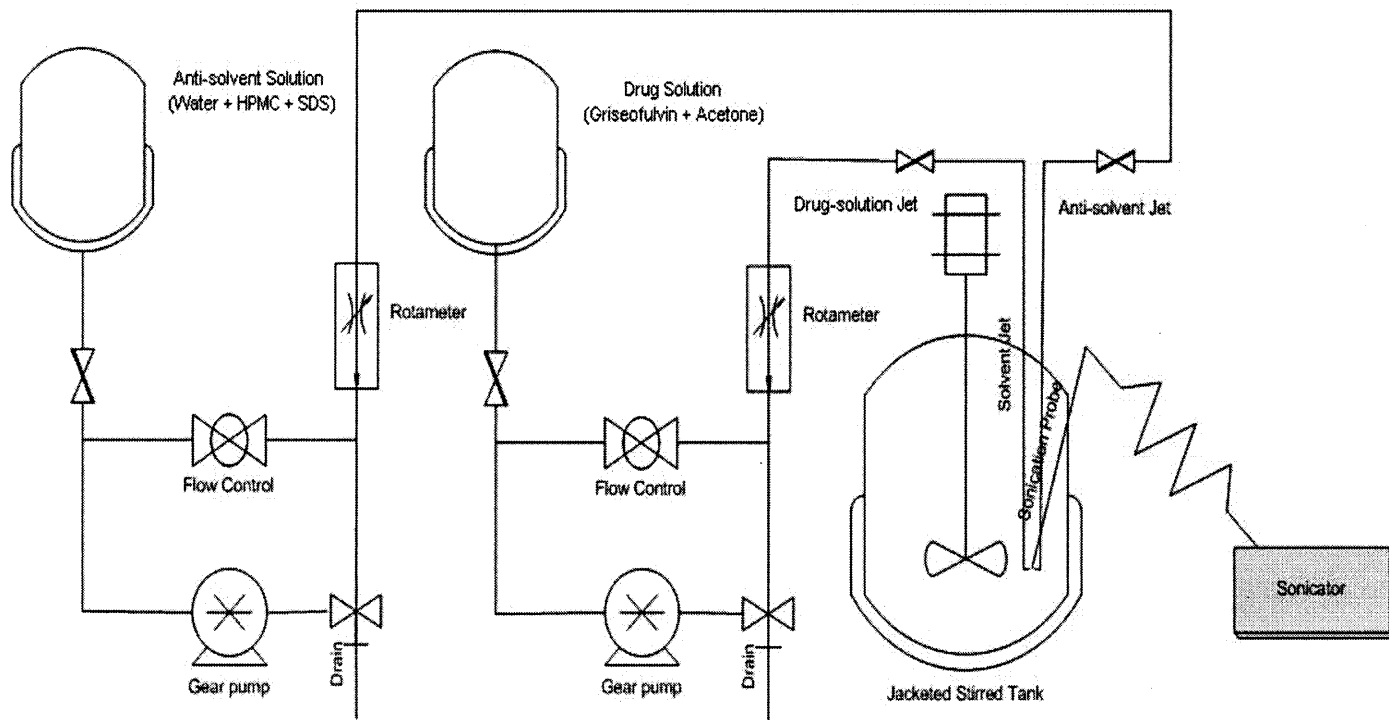 Anti-solvent Solution
(Water + HPMC + SDS)
Drug Solution
(Griseofulvin + Acetone)
Drug-solution Jet
Anti-solvent Jet
Rotameter
Rotameter
Solvent Jet
Sonication Probe
Flow Control
Flow Control
Sonicator
Drain
Drain
Gear pump
Gear pump
Jacketed Stirred Tank